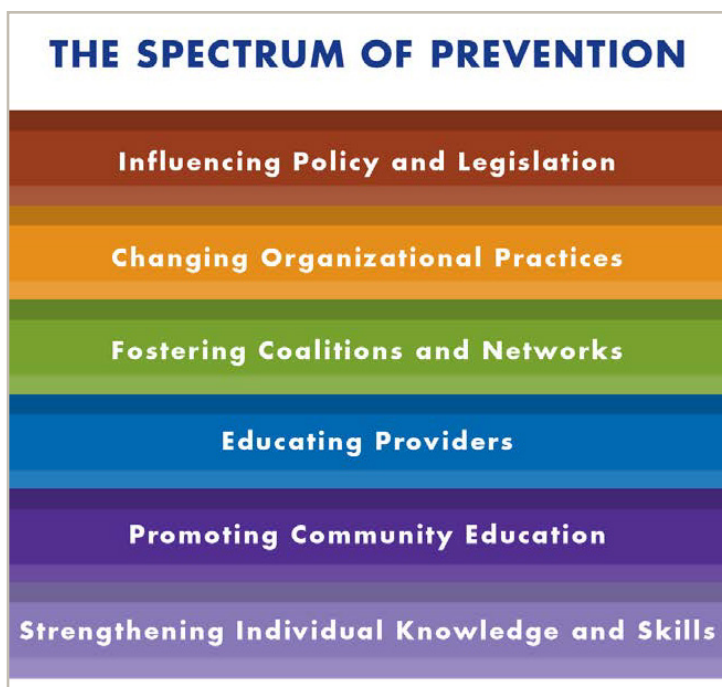 THE SPECTRUM OF PREVENTION
Influencing Policy and Legislation
Changing Organizational Practices
Fostering Coalitions and Networks
Educating Providers
Promoting Community Education
Strengthening Individual Knowledge and Skills